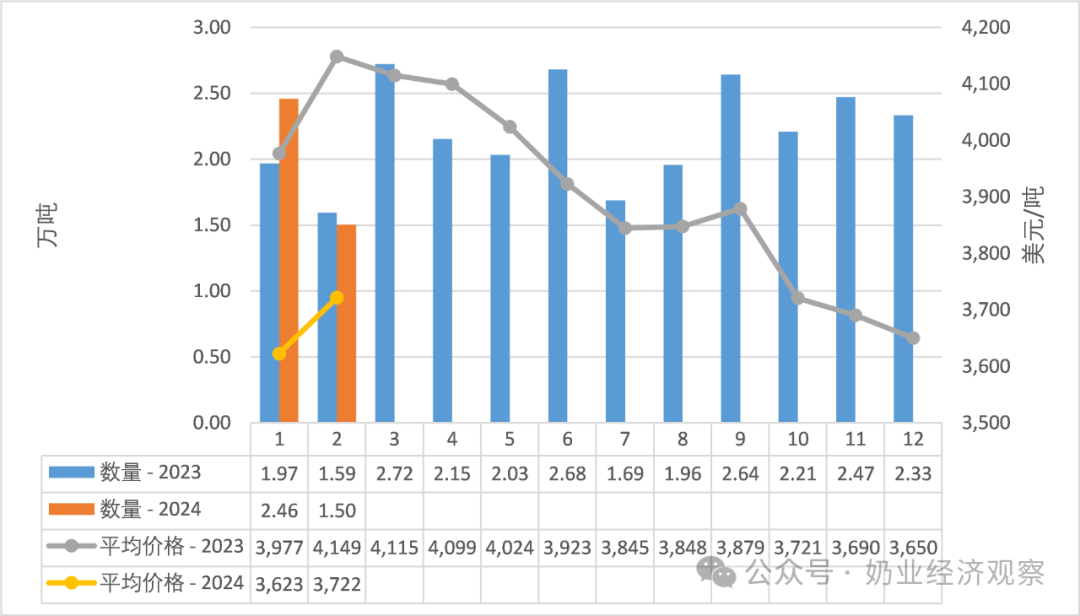 3.00
2.50
2.00
1.50
1.00
0.50
0.00
万吨
4,200
4,100
4,000
3,900
3,800
3,700
3,600
3,500
美元/吨
1 2 3 4 5 6 7 8 9 10 11 12
数量 - 2023 1.97 1.59 2.72 2.15 2.03 2.68 1.69 1.96 2.64 2.21 2.47 2.33
数量 - 2024 2.46 1.50
平均价格 - 2023 3,977 4,149 4,115 4,099 4,024 3,923 3,845 3,848 3,879 3,721 3,690 3,650
平均价格 - 2024 3,623 3,722
公众号 · 奶业经济观察